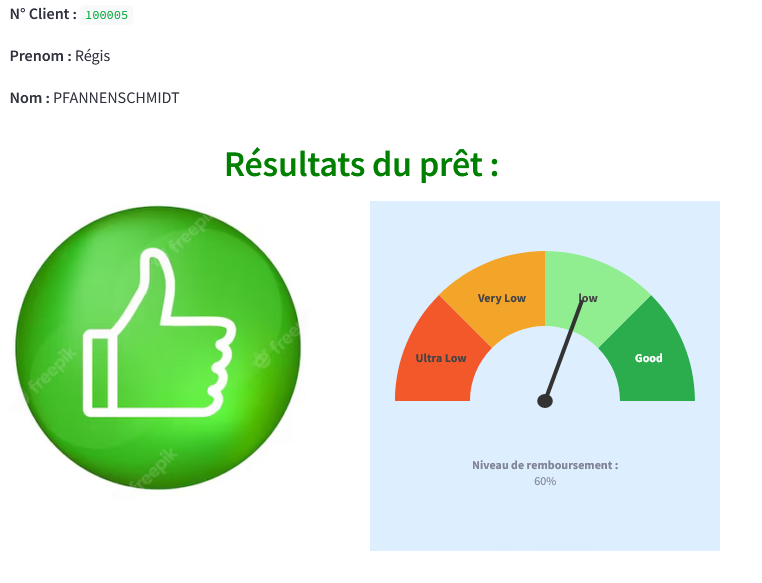 N° Client : 100005
Prenom : Régis
Nom : PFANNENSCHMIDT
Résultats du prêt :
freepik
freepik
freepik
freepik
Very Low
low
Ultra Low
Good
Niveau de remboursement :
60%